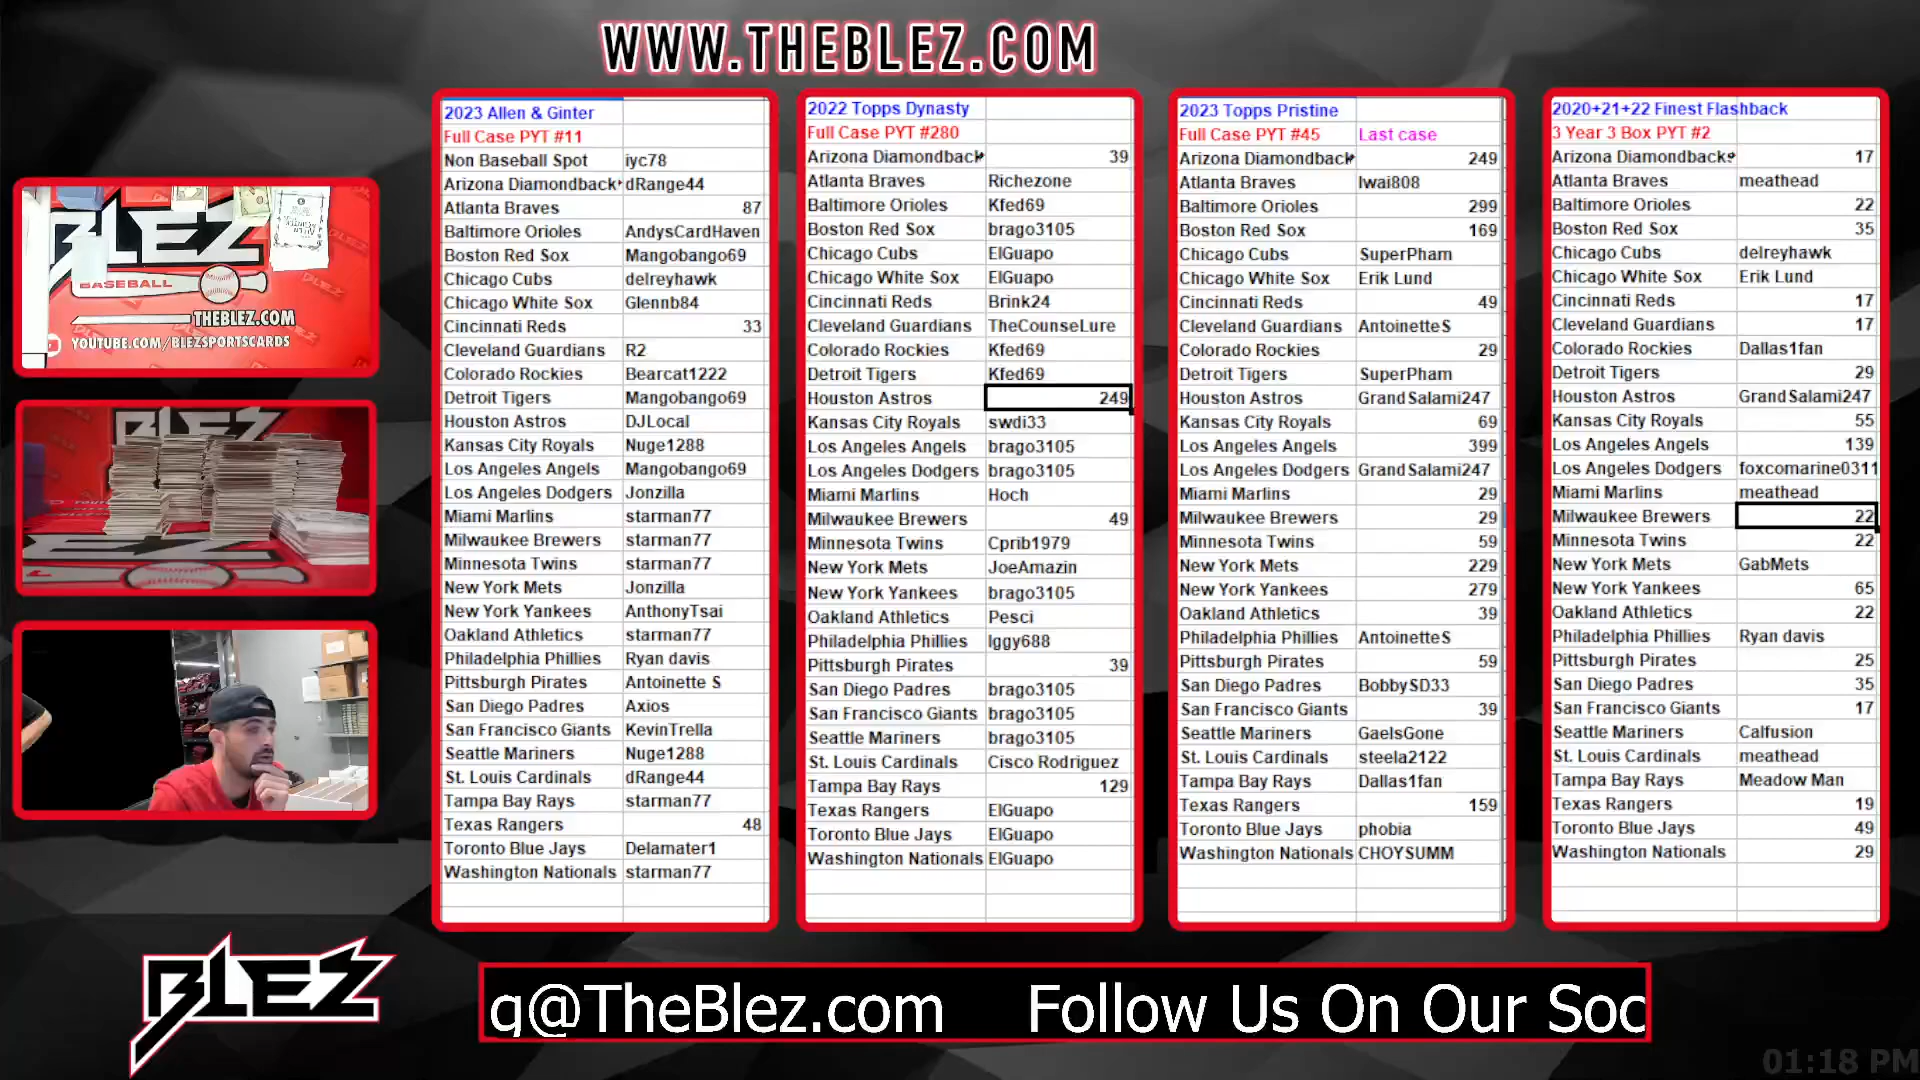 WWW.THEBLEZ.COM
2023 Allen & Ginter
Full Case PYT #11
Non Baseball Spot iyc78
Arizona Diamondback dRange44
Atlanta Braves 87
Baltimore Orioles AndysCardHaven
Boston Red Sox Mangobango69
Chicago Cubs delreyhawk
Chicago White Sox Glennb84
Cincinnati Reds 33
Cleveland Guardians R2
Colorado Rockies Bearcat1222
Detroit Tigers Mangobango69
Houston Astros DJLocal
Kansas City Royals Nuge1288
Los Angeles Angels Mangobango69
Los Angeles Dodgers Jonzilla
Miami Marlins starman77
Milwaukee Brewers starman77
Minnesota Twins starman77
New York Mets Jonzilla
New York Yankees AnthonyTsai
Oakland Athletics starman77
Philadelphia Phillies Ryan davis
Pittsburgh Pirates Antoinette S
San Diego Padres Axios
San Francisco Giants KevinTrella
Seattle Mariners Nuge1288
St. Louis Cardinals dRange44
Tampa Bay Rays starman77
Texas Rangers 48
Toronto Blue Jays Delamater1
Washington Nationals starman77
2022 Topps Dynasty
Full Case PYT #280
Arizona Diamondback 39
Atlanta Braves Richezone
Baltimore Orioles Kfed69
Boston Red Sox brago3105
Chicago Cubs ElGuapo
Chicago White Sox ElGuapo
Cincinnati Reds Brink24
Cleveland Guardians TheCounseLure
Colorado Rockies Kfed69
Detroit Tigers Kfed69
Houston Astros 249
Kansas City Royals swdi33
Los Angeles Angels brago3105
Los Angeles Dodgers brago3105
Miami Marlins Hoch
Milwaukee Brewers 49
Minnesota Twins Cprib1979
New York Mets JoeAmazin
New York Yankees brago3105
Oakland Athletics Pesci
Philadelphia Phillies Iggy688
Pittsburgh Pirates 39
San Diego Padres brago3105
San Francisco Giants brago3105
Seattle Mariners brago3105
St. Louis Cardinals Cisco Rodriguez
Tampa Bay Rays 129
Texas Rangers ElGuapo
Toronto Blue Jays ElGuapo
Washington Nationals ElGuapo
2023 Topps Pristine
Full Case PYT #45 Last case
Arizona Diamondback 249
Atlanta Braves lwai808
Baltimore Orioles 299
Boston Red Sox 169
Chicago Cubs SuperPham
Chicago White Sox Erik Lund
Cincinnati Reds 49
Cleveland Guardians AntoinetteS
Colorado Rockies 29
Detroit Tigers SuperPham
Houston Astros GrandSalami247
Kansas City Royals 69
Los Angeles Angels 399
Los Angeles Dodgers GrandSalami247
Miami Marlins 29
Milwaukee Brewers 29
Minnesota Twins 59
New York Mets 229
New York Yankees 279
Oakland Athletics 39
Philadelphia Phillies AntoinetteS
Pittsburgh Pirates 59
San Diego Padres BobbySD33
San Francisco Giants 39
Seattle Mariners GaelsGone
St. Louis Cardinals steela2122
Tampa Bay Rays Dallas1fan
Texas Rangers 159
Toronto Blue Jays phobia
Washington Nationals CHOYSUMM
2020+21+22 Finest Flashback
3 Year 3 Box PYT #2
Arizona Diamondbacks 17
Atlanta Braves meathead
Baltimore Orioles 22
Boston Red Sox 35
Chicago Cubs delreyhawk
Chicago White Sox Erik Lund
Cincinnati Reds 17
Cleveland Guardians 17
Colorado Rockies Dallas1fan
Detroit Tigers 29
Houston Astros GrandSalami247
Kansas City Royals 55
Los Angeles Angels 139
Los Angeles Dodgers foxcomarine0311
Miami Marlins meathead
Milwaukee Brewers 22
Minnesota Twins 22
New York Mets GabMets
New York Yankees 65
Oakland Athletics 22
Philadelphia Phillies Ryan davis
Pittsburgh Pirates 25
San Diego Padres 35
San Francisco Giants 17
Seattle Mariners Calfusion
St. Louis Cardinals meathead
Tampa Bay Rays Meadow Man
Texas Rangers 19
Toronto Blue Jays 49
Washington Nationals 29
BLEZ
BASEBALL
THEBLEZ.COM
YOUTUBE.COM/BLEZSPORTSCARDS
BLEZ
BLEZ
g@TheBlez.com Follow Us On Our Soc
01:18 PM